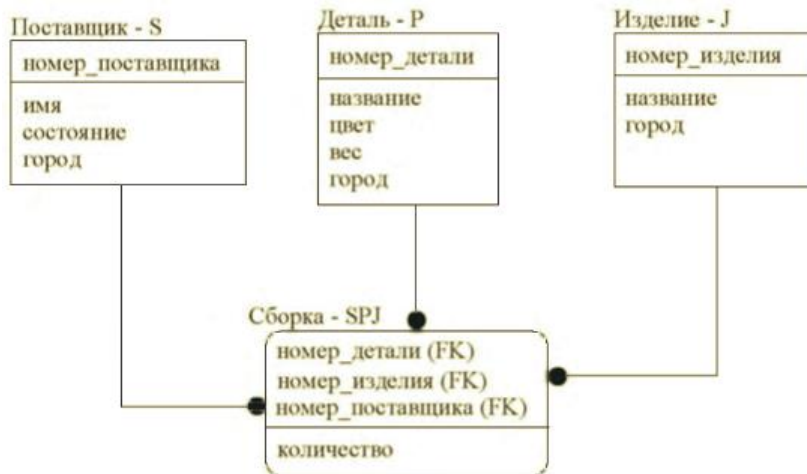 Поставщик - S
номер_поставщика
имя
состояние
город
Деталь - P
номер_детали
название
цвет
вес
город
Изделие - J
номер_изделия
название
город
Сборка - SPJ
номер_детали (FK)
номер_изделия (FK)
номер_поставщика (FK)
количество